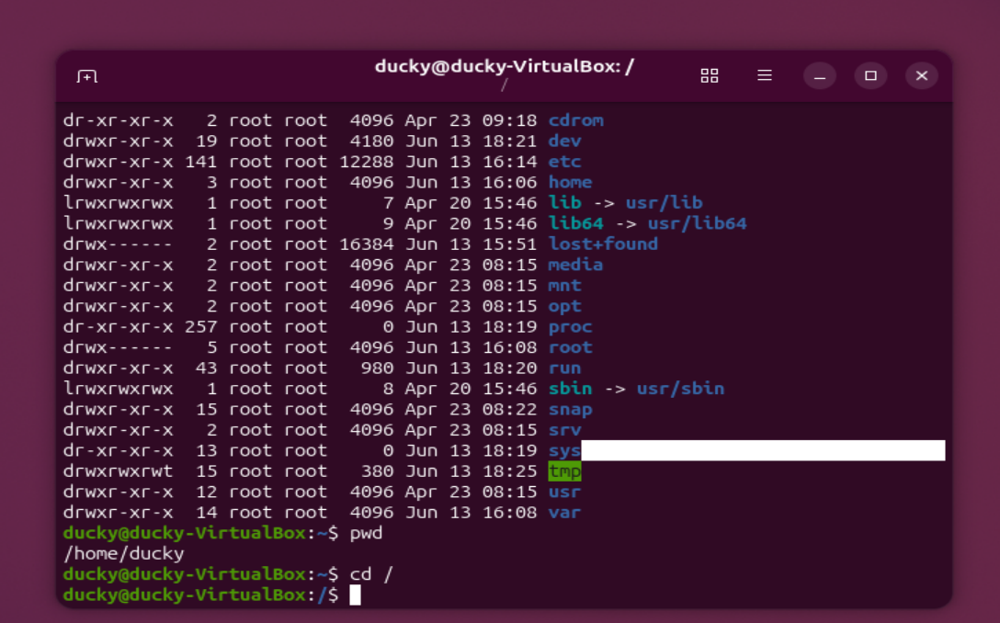 ducky@ducky-VirtualBox: /
/
dr-xr-xr-x   2 root root  4096 Apr 23 09:18 cdrom
drwxr-xr-x  19 root root  4180 Jun 13 18:21 dev
drwxr-xr-x 141 root root 12288 Jun 13 16:14 etc
drwxr-xr-x   3 root root  4096 Jun 13 16:06 home
lrwxrwxrwx   1 root root     7 Apr 20 15:46 lib -> usr/lib
lrwxrwxrwx   1 root root     9 Apr 20 15:46 lib64 -> usr/lib64
drwx------   2 root root 16384 Jun 13 15:51 lost+found
drwxr-xr-x   2 root root  4096 Apr 23 08:15 media
drwxr-xr-x   2 root root  4096 Apr 23 08:15 mnt
drwxr-xr-x   2 root root  4096 Apr 23 08:15 opt
dr-xr-xr-x 257 root root     0 Jun 13 18:19 proc
drwx------   5 root root  4096 Jun 13 16:08 root
drwxr-xr-x  43 root root   980 Jun 13 18:20 run
lrwxrwxrwx   1 root root     8 Apr 20 15:46 sbin -> usr/sbin
drwxr-xr-x  15 root root  4096 Apr 23 08:22 snap
drwxr-xr-x   2 root root  4096 Apr 23 08:15 srv
dr-xr-xr-x  13 root root     0 Jun 13 18:19 sys
drwxrwxrwt  15 root root   380 Jun 13 18:25 tmp
drwxr-xr-x  12 root root  4096 Apr 23 08:15 usr
drwxr-xr-x  14 root root  4096 Jun 13 16:08 var
ducky@ducky-VirtualBox:~$ pwd
/home/ducky
ducky@ducky-VirtualBox:~$ cd /
ducky@ducky-VirtualBox:/$